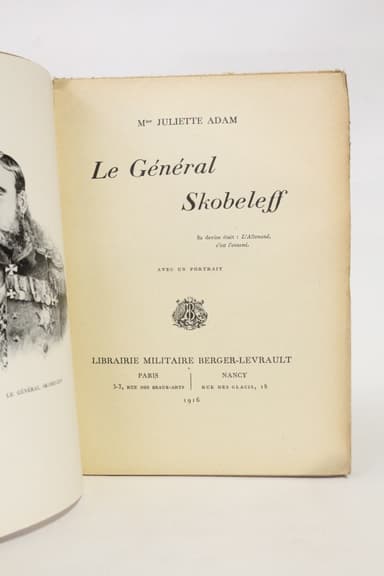 Mme JULIETTE ADAM
Le Général
Skobeleff
Sa devise était : L'Allemand,
c'est l'ennemi.
AVEC UN PORTRAIT
LIBRAIRIE MILITAIRE BERGER-LEVRAULT
PARIS
5-7, RUE DES BEAUX-ARTS
NANCY
RUE DES GLACIS, 18
1916
LE GÉNÉRAL SKOBELEFF